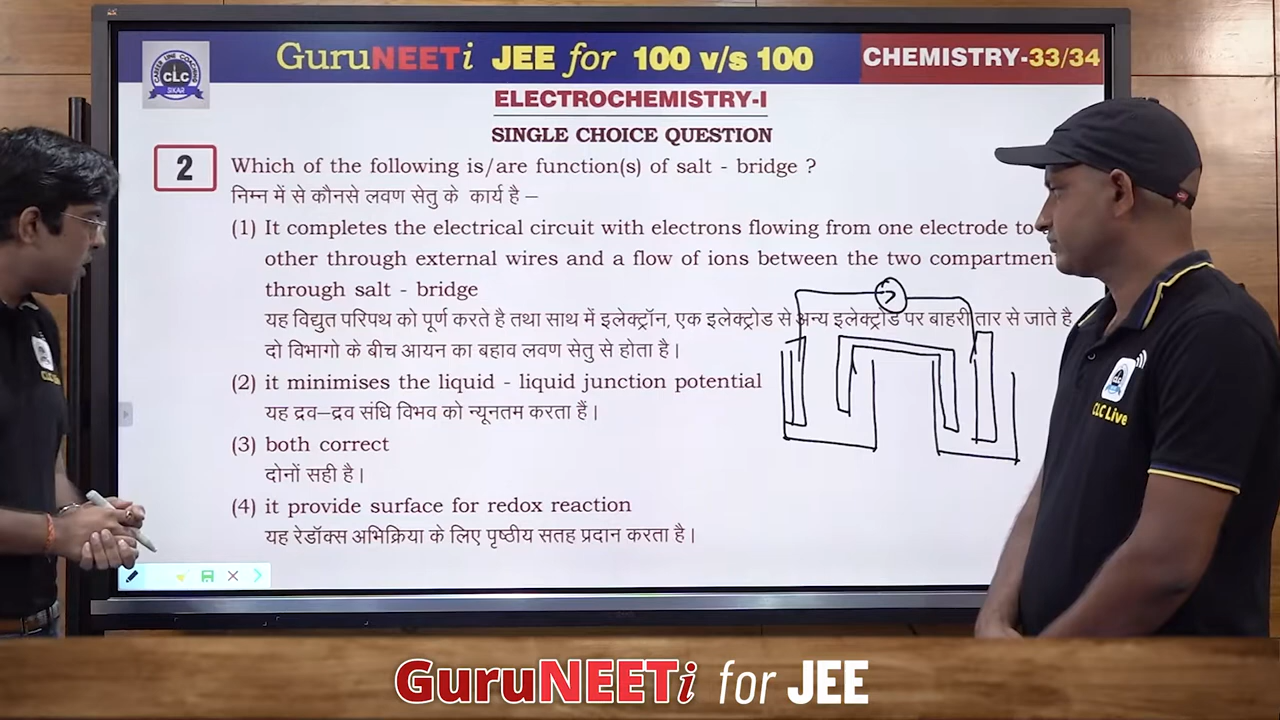 CAREER LINE COACHING
CLC
SIKAR
GuruNEETi JEE for 100 v/s 100
CHEMISTRY-33/34
ELECTROCHEMISTRY-I
SINGLE CHOICE QUESTION
2
Which of the following is/are function(s) of salt - bridge ?
निम्न में से कौनसे लवण सेतु के कार्य है –
(1) It completes the electrical circuit with electrons flowing from one electrode to
other through external wires and a flow of ions between the two
through salt - bridge
यह विद्युत परिपथ को पूर्ण करते है तथा साथ में इलेक्ट्रॉन, एक इलेक्ट्रोड से अन्य इलेक्ट्रोड पर बाहरी तार से जाते है
दो विभागो के बीच आयन का बहाव लवण सेतु से होता है।
(2) it minimises the liquid - liquid junction potential
यह द्रव–द्रव संधि विभव को न्यूनतम करता हैं।
(3) both correct
दोनों सही है।
(4) it provide surface for redox reaction
यह रेडॉक्स अभिक्रिया के लिए पृष्ठीय सतह प्रदान करता है।
CLC Live
GuruNEETi for JEE